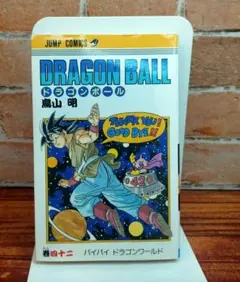 JUMP COMICS
DRAGON BALL
ドラゴンボール
鳥山 明
THANK YOU!
GOOD BYE!!
42
巻四十二
バイバイ ドラゴンワールド